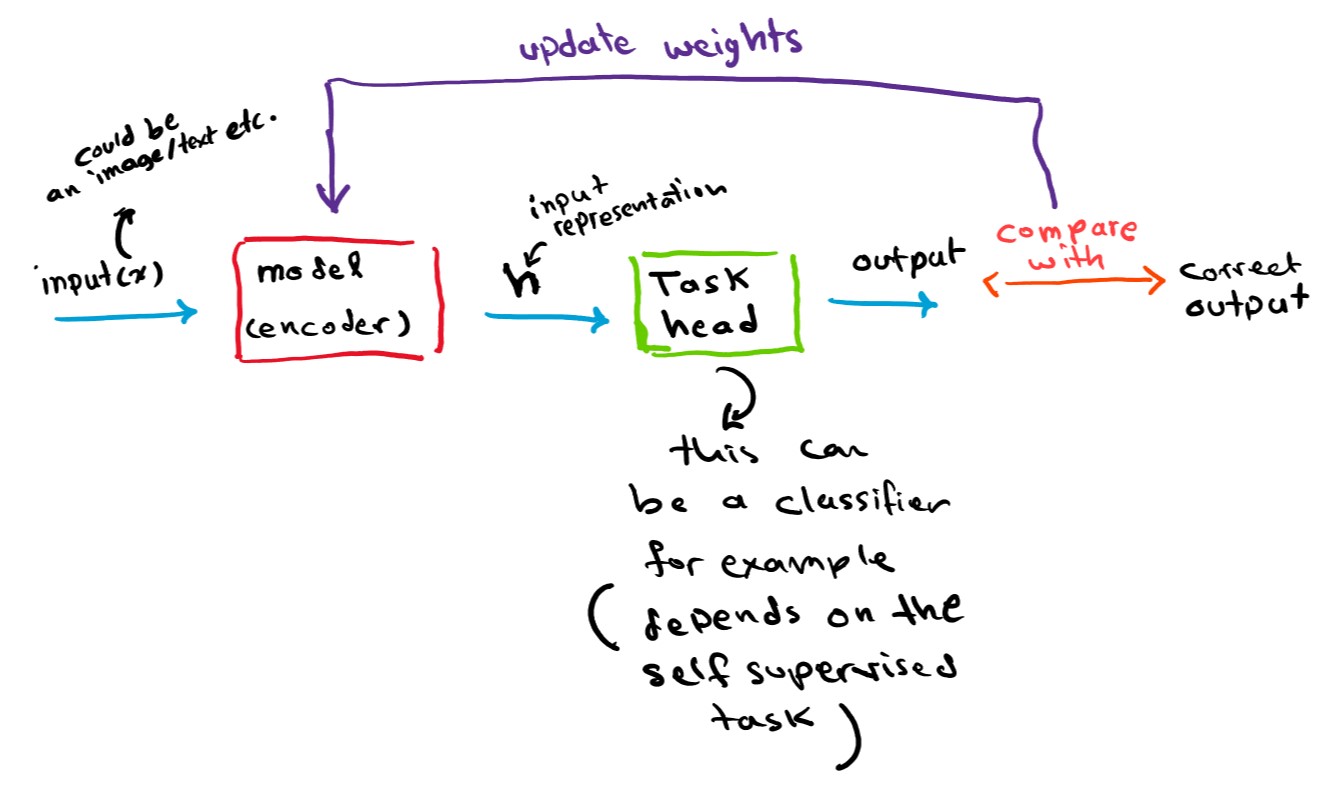 update weights
could be
an image/text etc.
input(x)
model
(encoder)
input
representation
h
Task
head
output
compare
with
correct
output
this can
be a classifier
for example
(depends on the
self supervised
task)